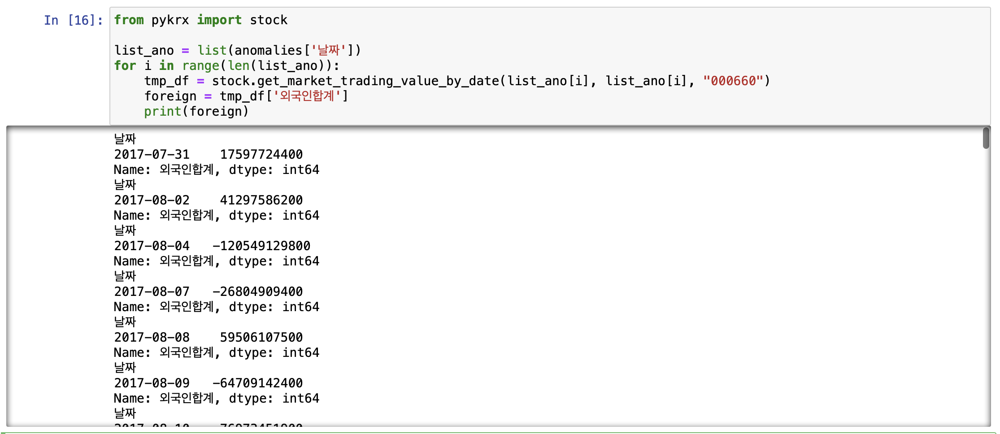 In [16]:
from pykrx import stock
list_ano = list(anomalies['날짜'])
for i in range(len(list_ano)):
    tmp_df = stock.get_market_trading_value_by_date(list_ano[i], list_ano[i], "000660")
    foreign = tmp_df['외국인합계']
    print(foreign)
날짜
2017-07-31    17597724400
Name: 외국인합계, dtype: int64
날짜
2017-08-02    41297586200
Name: 외국인합계, dtype: int64
날짜
2017-08-04   -120549129800
Name: 외국인합계, dtype: int64
날짜
2017-08-07   -26804909400
Name: 외국인합계, dtype: int64
날짜
2017-08-08    59506107500
Name: 외국인합계, dtype: int64
날짜
2017-08-09   -64709142400
Name: 외국인합계, dtype: int64
날짜
2017-08-10